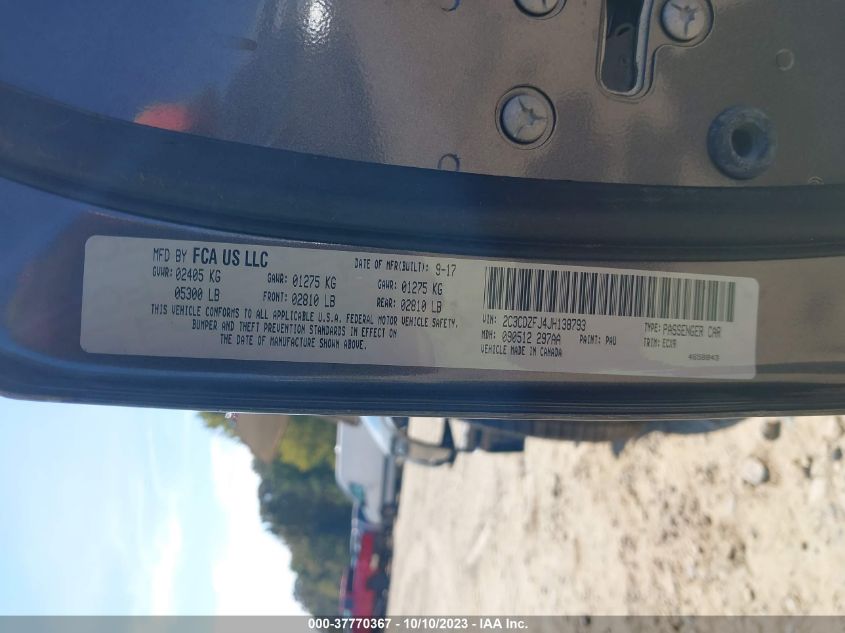 MFD BY FCA US LLC
DATE OF MFR(BUILT): 9-17
GVWR: 02405 KG
GAWR: 01275 KG
GAWR: 01275 KG
05300 LB
FRONT: 02810 LB
REAR: 02810 LB
THIS VEHICLE CONFORMS TO ALL APPLICABLE U.S.A. FEDERAL MOTOR VEHICLE SAFETY,
BUMPER AND THEFT PREVENTION STANDARDS IN EFFECT ON
THE DATE OF MANUFACTURE SHOWN ABOVE.
VIN: 2C3CDZFJ4JH138793
TYPE: PASSENGER CAR
MDH: 090512 297AA
PAINT: PAU
TRIM: ECX9
VEHICLE MADE IN CANADA
4658043
000-37770367 - 10/10/2023 - IAA Inc.